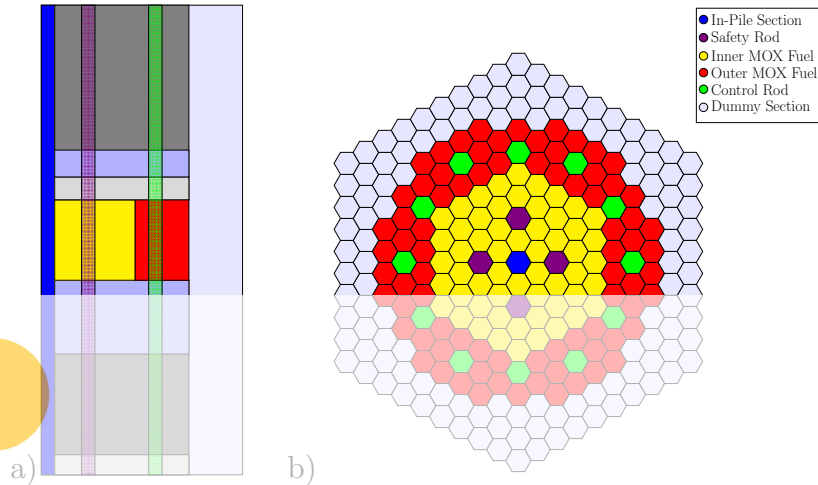 In-Pile Section
Safety Rod
Inner MOX Fuel
Outer MOX Fuel
Control Rod
Dummy Section
a)
b)